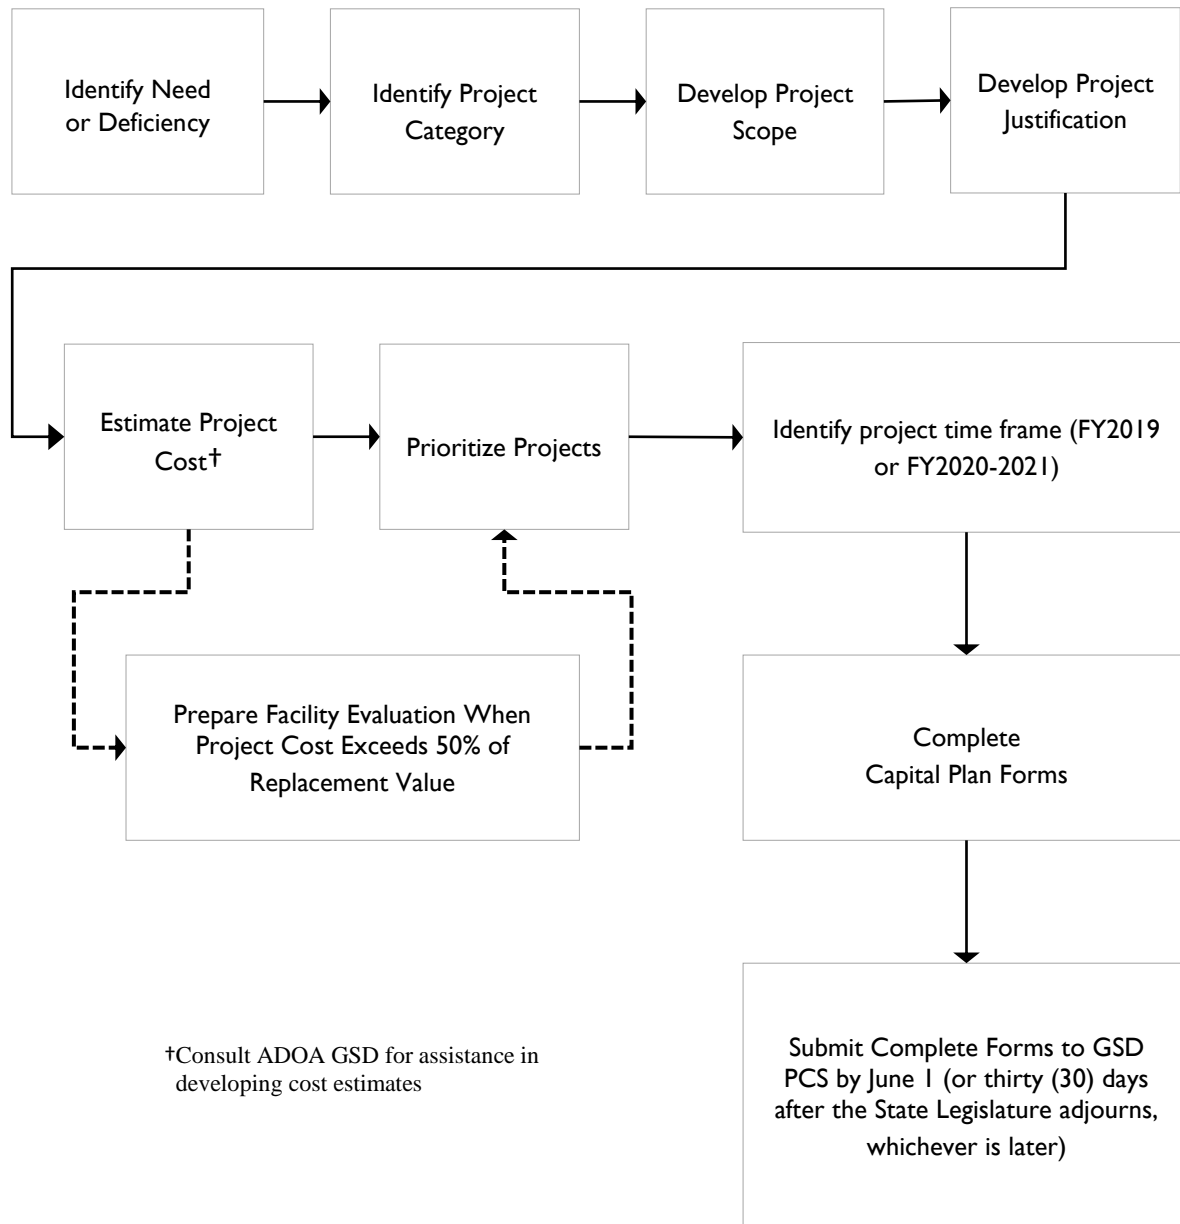 Identify Need
or Deficiency
Identify Project
Category
Develop Project
Scope
Develop Project
Justification
Estimate Project
Cost†
Prioritize Projects
Identify project time frame (FY2019
or FY2020-2021)
Prepare Facility Evaluation When
Project Cost Exceeds 50% of
Replacement Value
Complete
Capital Plan Forms
†Consult ADOA GSD for assistance in
developing cost estimates
Submit Complete Forms to GSD
PCS by June 1 (or thirty (30) days
after the State Legislature adjourns,
whichever is later)